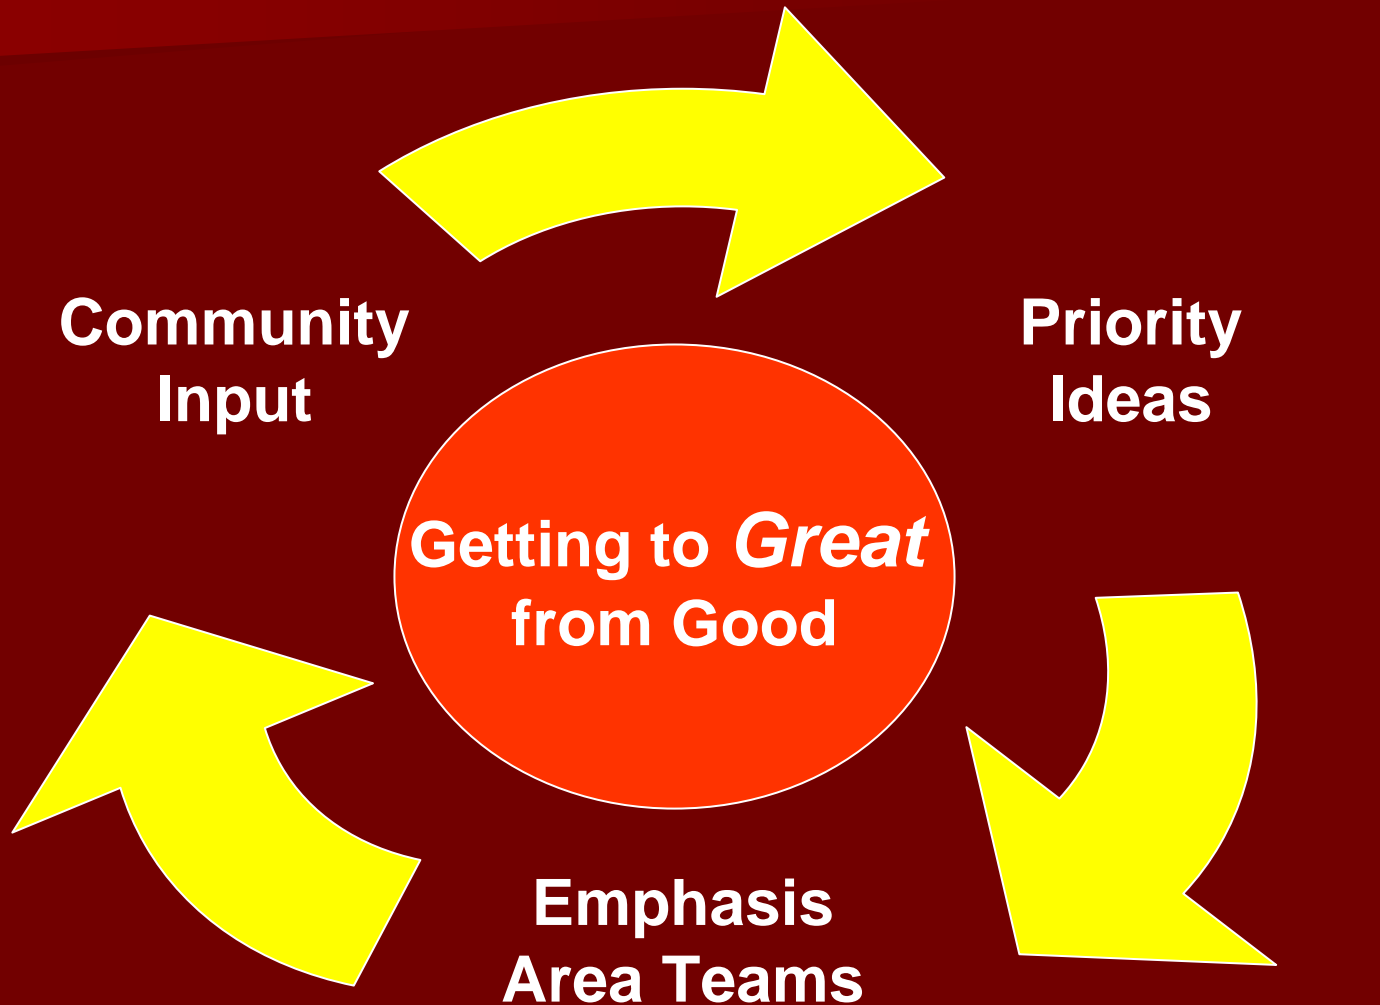 Community
Input
Priority
Ideas
Getting to Great
from Good
Emphasis
Area Teams